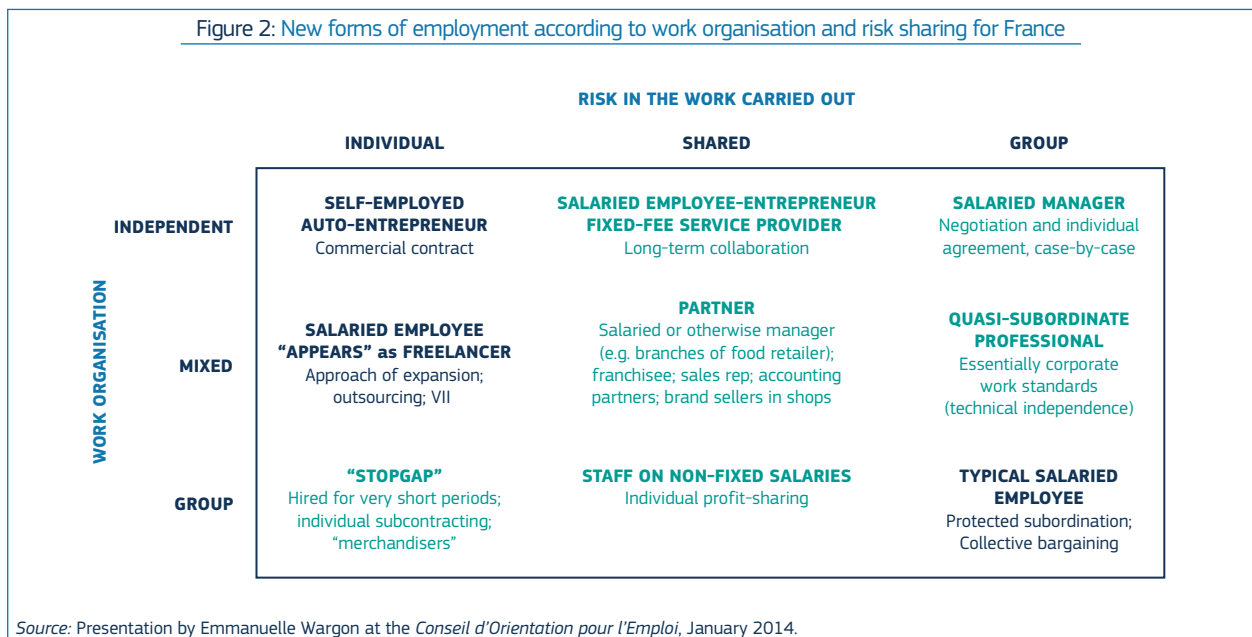 Figure 2: New forms of employment according to work organisation and risk sharing for France
RISK IN THE WORK CARRIED OUT
INDIVIDUAL
SHARED
GROUP
WORK ORGANISATION
INDEPENDENT
SELF-EMPLOYED
AUTO-ENTREPRENEUR
Commercial contract
SALARIED EMPLOYEE-ENTREPRENEUR
FIXED-FEE SERVICE PROVIDER
Long-term collaboration
SALARIED MANAGER
Negotiation and individual
agreement, case-by-case
MIXED
SALARIED EMPLOYEE
“APPEARS” as FREELANCER
Approach of expansion;
outsourcing; VII
PARTNER
Salaried or otherwise manager
(e.g. branches of food retailer);
franchisee; sales rep; accounting
partners; brand sellers in shops
QUASI-SUBORDINATE
PROFESSIONAL
Essentially corporate
work standards
(technical independence)
GROUP
“STOPGAP”
Hired for very short periods;
individual subcontracting;
“merchandisers”
STAFF ON NON-FIXED SALARIES
Individual profit-sharing
TYPICAL SALARIED
EMPLOYEE
Protected subordination;
Collective bargaining
Source: Presentation by Emmanuelle Wargon at the Conseil d’Orientation pour l’Emploi, January 2014.